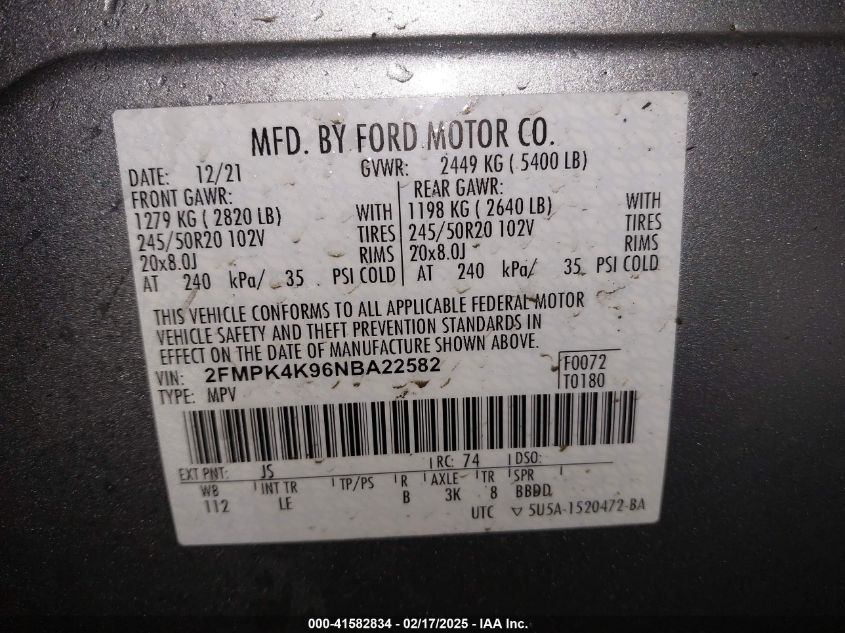 MFD. BY FORD MOTOR CO.
DATE: 12/21 GVWR: 2449 KG ( 5400 LB)
FRONT GAWR: REAR GAWR:
1279 KG ( 2820 LB) WITH 1198 KG ( 2640 LB) WITH
245/50R20 102V TIRES 245/50R20 102V TIRES
20x8.0J RIMS 20x8.0J RIMS
AT 240 kPa/ 35 PSI COLD AT 240 kPa/ 35 PSI COLD
THIS VEHICLE CONFORMS TO ALL APPLICABLE FEDERAL MOTOR
VEHICLE SAFETY AND THEFT PREVENTION STANDARDS IN
EFFECT ON THE DATE OF MANUFACTURE SHOWN ABOVE.
VIN: 2FMPK4K96NBA22582 F0072
TYPE: MPV T0180
EXT PNT: JS RC: 74 DSO:
WB INT TR TP/PS R AXLE TR SPR
112 LE B 3K 8 BBDD
UTC ▽ 5U5A-1520472-BA
000-41582834 - 02/17/2025 - IAA Inc.